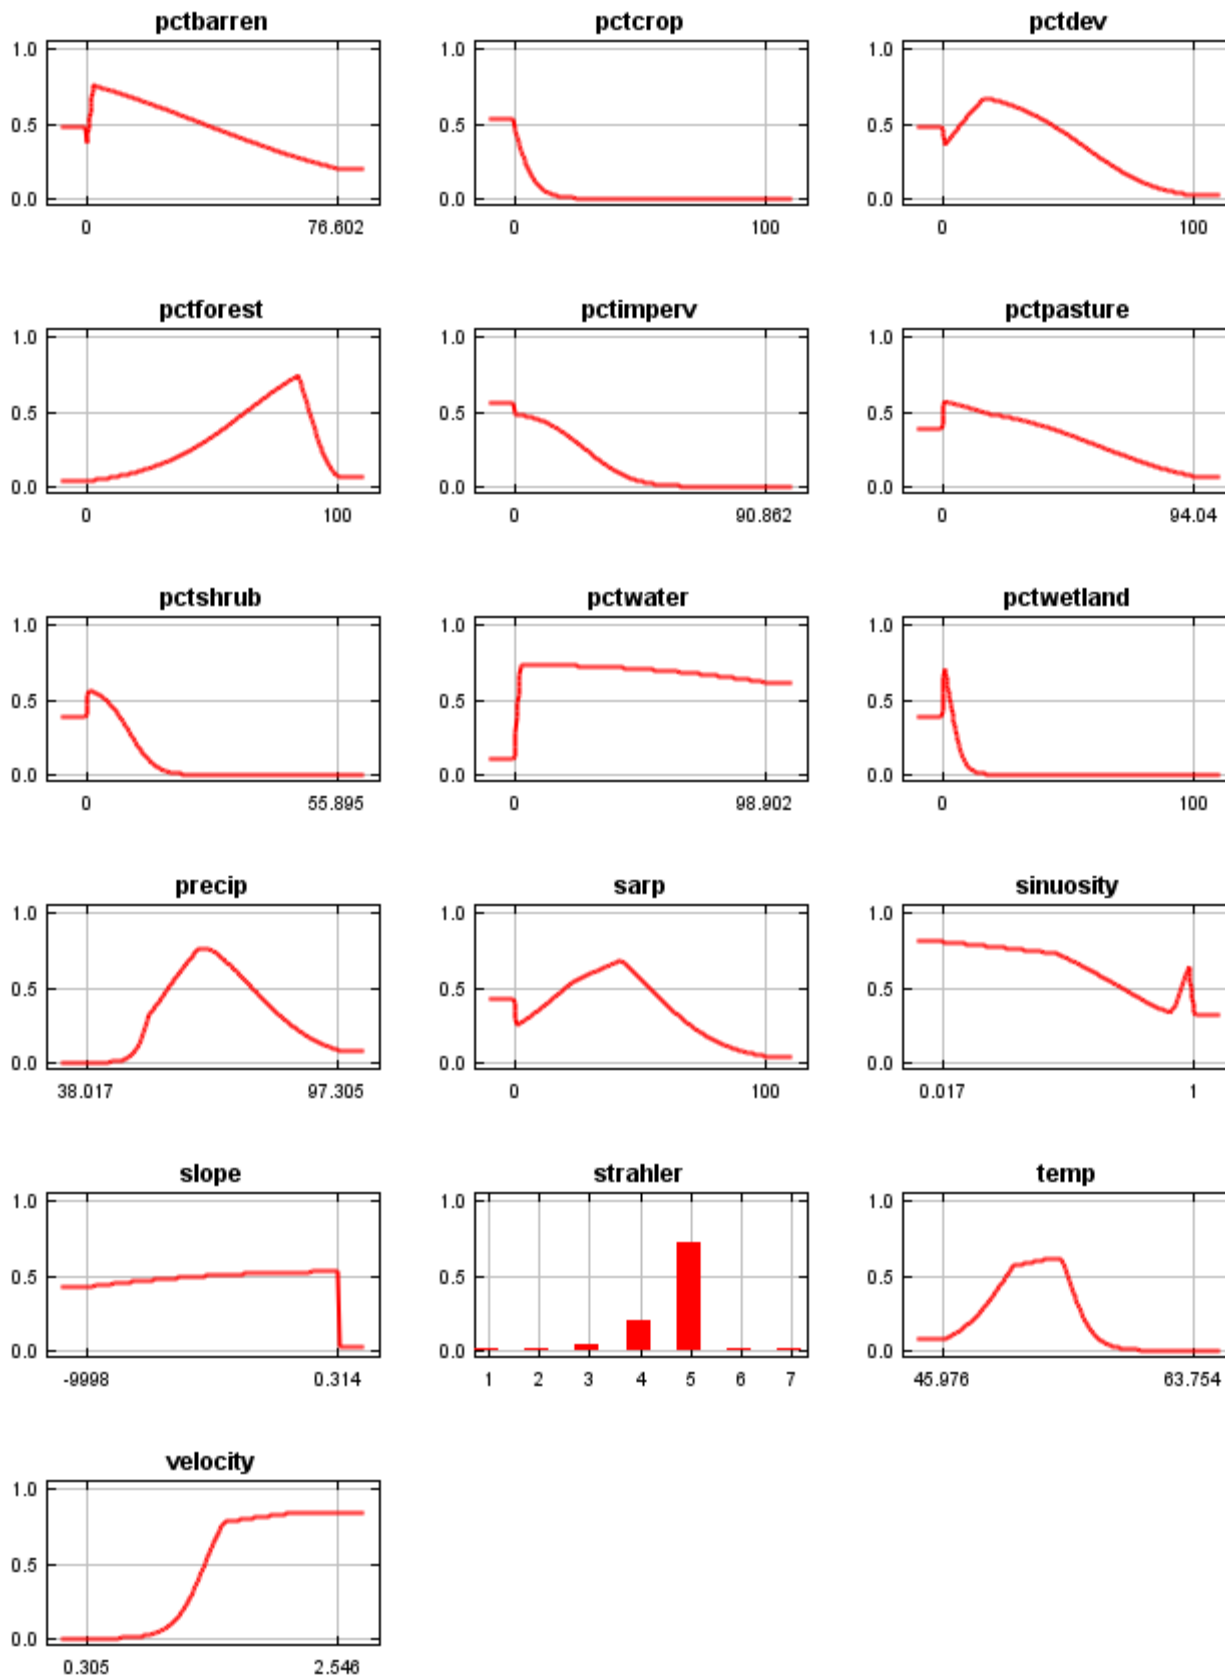 pctbarren pctcrop pctdev
1.0 1.0 1.0
0.5 0.5 0.5
0.0 0.0 0.0
0 76.602 0 100 0 100
pctforest pctimperv pctpasture
1.0 1.0 1.0
0.5 0.5 0.5
0.0 0.0 0.0
0 100 0 90.862 0 94.04
pctshrub pctwater pctwetland
1.0 1.0 1.0
0.5 0.5 0.5
0.0 0.0 0.0
0 55.895 0 98.902 0 100
precip sarp sinuosity
1.0 1.0 1.0
0.5 0.5 0.5
0.0 0.0 0.0
38.017 97.305 0 100 0.017 1
slope strahler temp
1.0 1.0 1.0
0.5 0.5 0.5
0.0 0.0 0.0
-9998 0.314 1 2 3 4 5 6 7 45.976 63.754
velocity
1.0
0.5
0.0
0.305 2.546